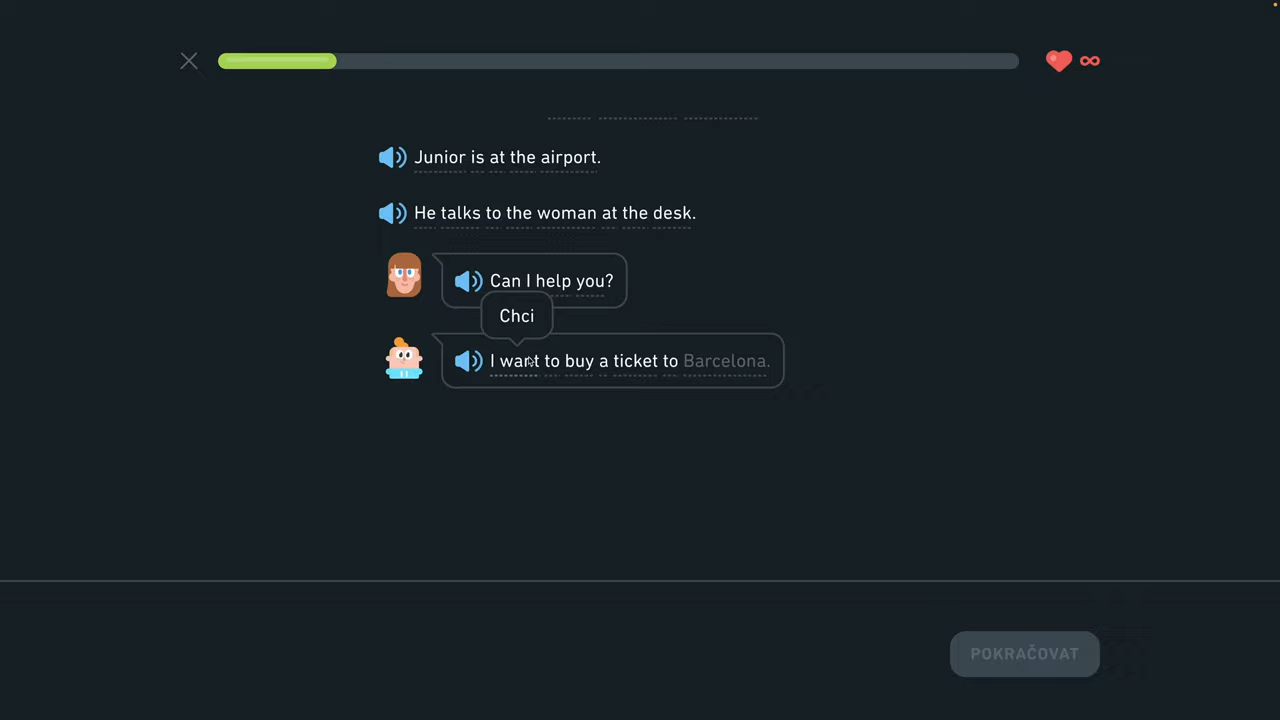 Junior is at the airport.
He talks to the woman at the desk.
Can I help you?
Chci
I want to buy a ticket to Barcelona.
POKRAČOVAT